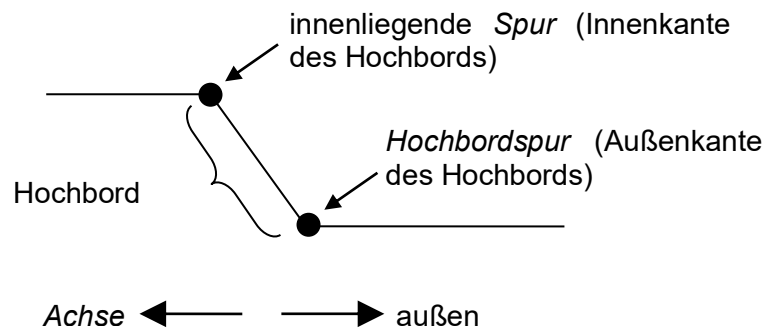 innenliegende Spur (Innenkante
des Hochbords)
Hochbordspur (Außenkante
des Hochbords)
Hochbord
Achse
außen